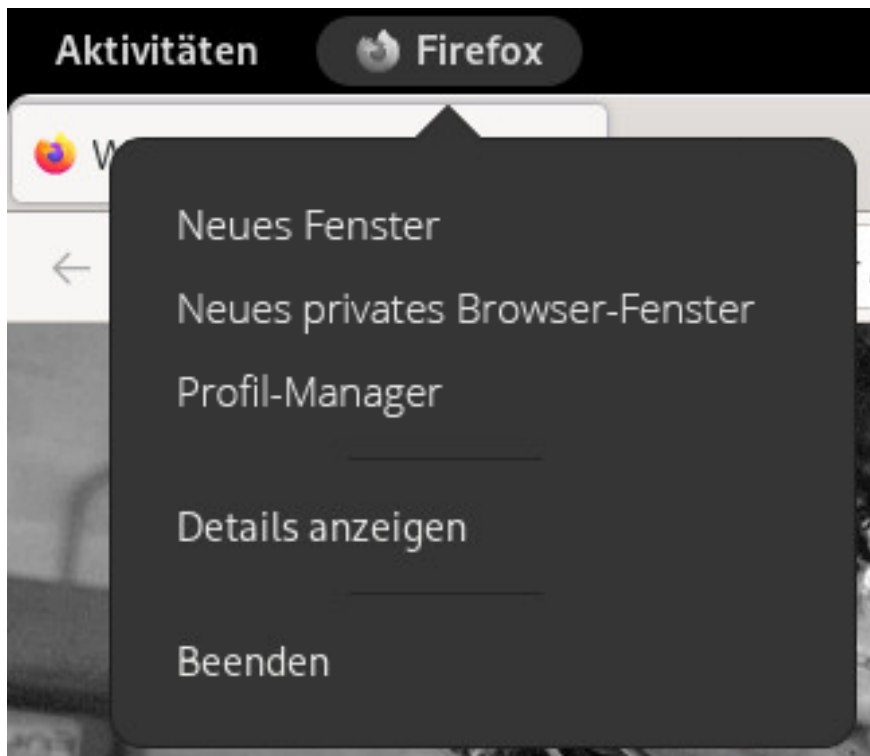 Aktivitäten
Firefox
Neues Fenster
Neues privates Browser-Fenster
Profil-Manager
Details anzeigen
Beenden